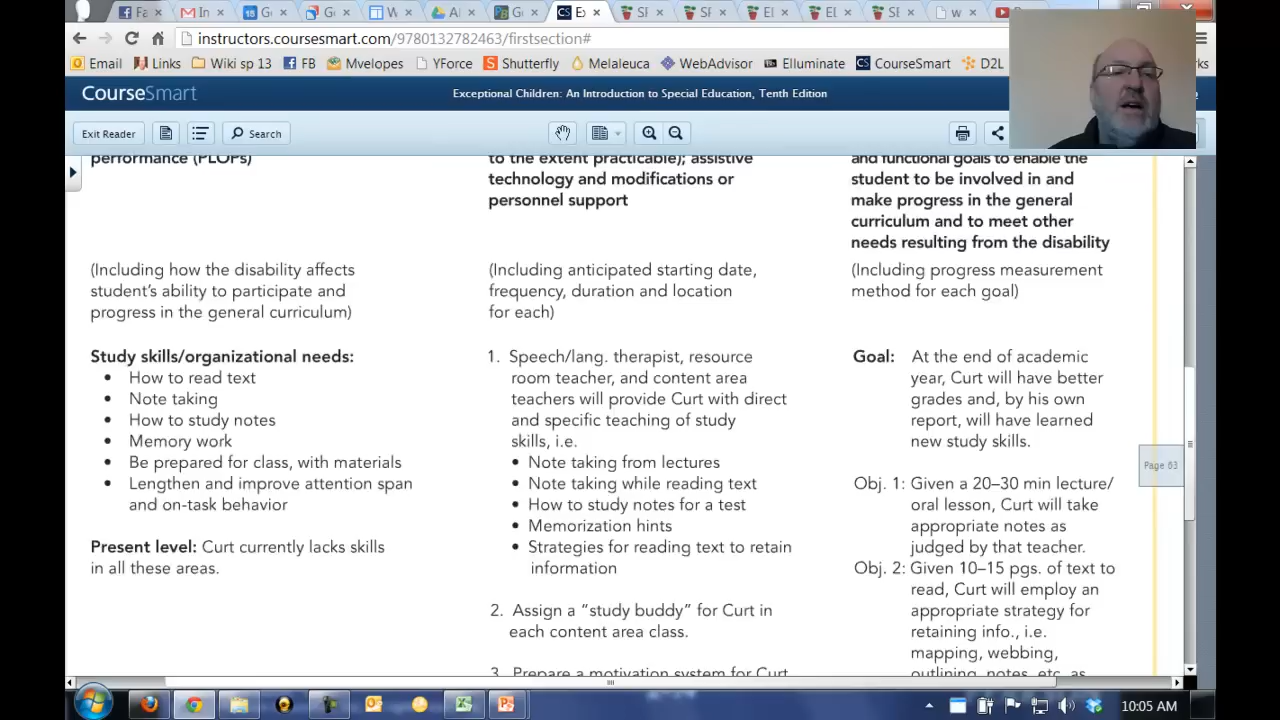 instructors.coursesmart.com/9780132782463/firstsection#
Email Links Wiki sp 13 FB Mvelopes YForce Shutterfly Melaleuca WebAdvisor Elluminate CourseSmart D2L
CourseSmart
Exceptional Children: An Introduction to Special Education, Tenth Edition
Exit Reader Search
performance (PLOPs)
to the extent practicable); assistive
technology and modifications or
personnel support
and functional goals to enable the
student to be involved in and
make progress in the general
curriculum and to meet other
needs resulting from the disability
(Including how the disability affects
student's ability to participate and
progress in the general curriculum)
(Including anticipated starting date,
frequency, duration and location
for each)
(Including progress measurement
method for each goal)
Study skills/organizational needs:
• How to read text
• Note taking
• How to study notes
• Memory work
• Be prepared for class, with materials
• Lengthen and improve attention span
and on-task behavior
Present level: Curt currently lacks skills
in all these areas.
1. Speech/lang. therapist, resource
room teacher, and content area
teachers will provide Curt with direct
and specific teaching of study
skills, i.e.
• Note taking from lectures
• Note taking while reading text
• How to study notes for a test
• Memorization hints
• Strategies for reading text to retain
information
2. Assign a “study buddy” for Curt in
each content area class.
3. Prepare a motivation system for Curt
Goal: At the end of academic
year, Curt will have better
grades and, by his own
report, will have learned
new study skills.
Obj. 1: Given a 20–30 min lecture/
oral lesson, Curt will take
appropriate notes as
judged by that teacher.
Obj. 2: Given 10–15 pgs. of text to
read, Curt will employ an
appropriate strategy for
retaining info., i.e.
mapping, webbing,
outlining, notes, etc. as
Page 63
10:05 AM